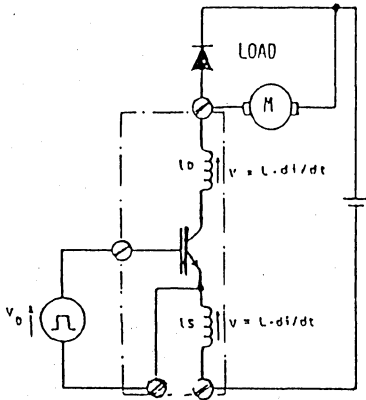 LOAD
M
lD
V = L·di/dt
V₀
lS
V = L·di/dt